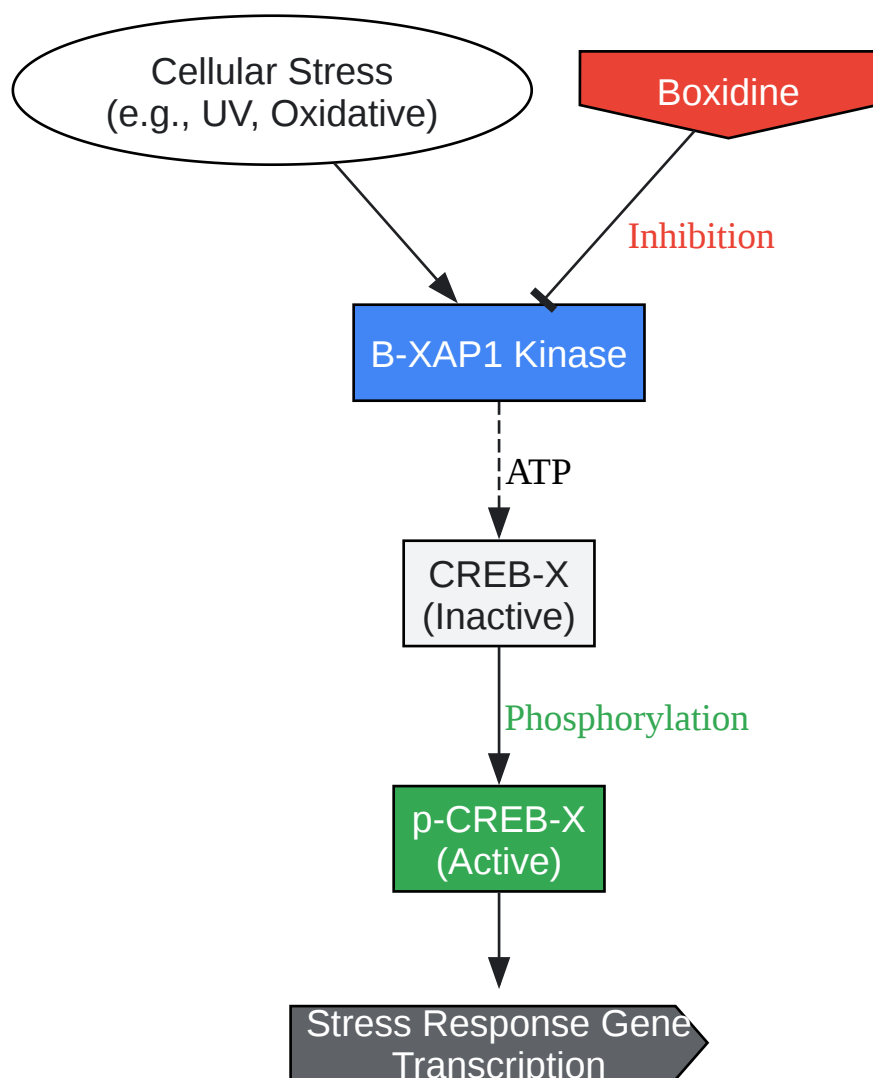 Cellular Stress
(e.g., UV, Oxidative)
Boxidine
Inhibition
B-XAP1 Kinase
ATP
CREB-X
(Inactive)
Phosphorylation
p-CREB-X
(Active)
Stress Response Gene
Transcription